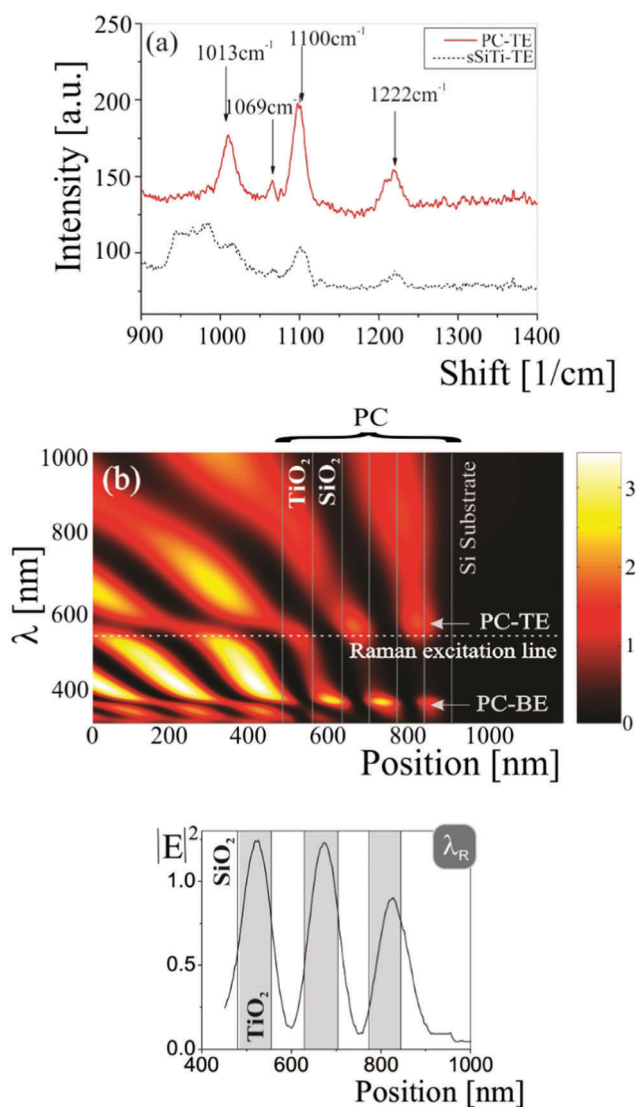 (a)
250
200
150
100
Intensity [a.u.]
1013cm⁻¹
1069cm⁻¹
1100cm⁻¹
1222cm⁻¹
PC-TE
sSiTi-TE
900 1000 1100 1200 1300 1400
Shift [1/cm]
PC
(b)
TiO₂
SiO₂
Si Substrate
1000
800
600
400
λ [nm]
PC-TE
Raman excitation line
PC-BE
0 200 400 600 800 1000
Position [nm]
3
2
1
0
|E|²
SiO₂
TiO₂
λR
1.0
0.5
0.0
400 600 800 1000
Position [nm]